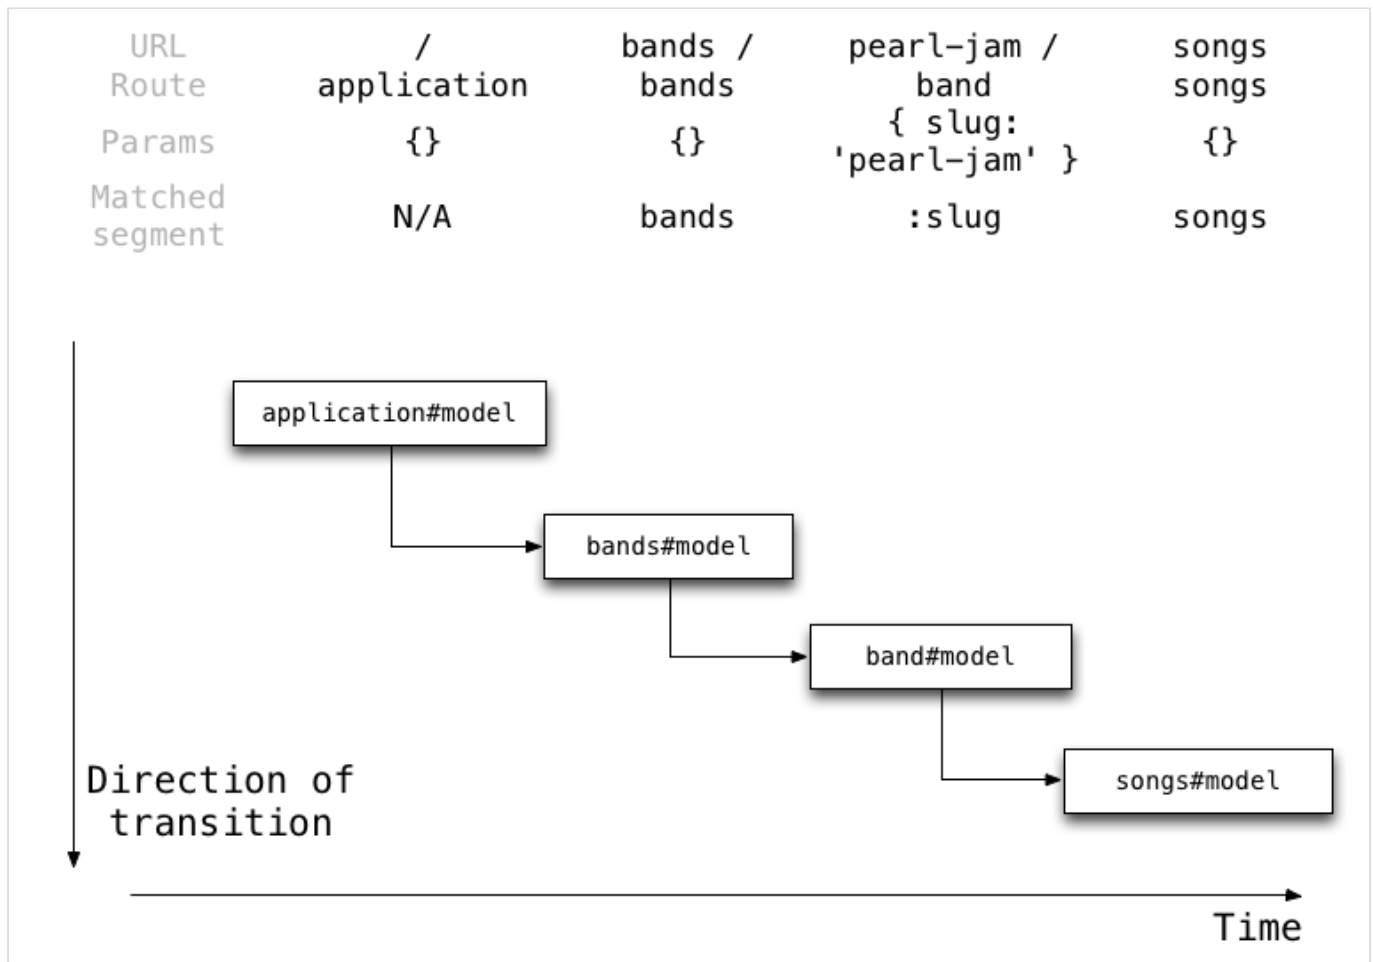 URL / bands / pearl-jam / songs
Route application bands band songs
Params {} {} { slug: 'pearl-jam' } {}
Matched segment N/A bands :slug songs
application#model
bands#model
band#model
songs#model
Direction of
transition
Time